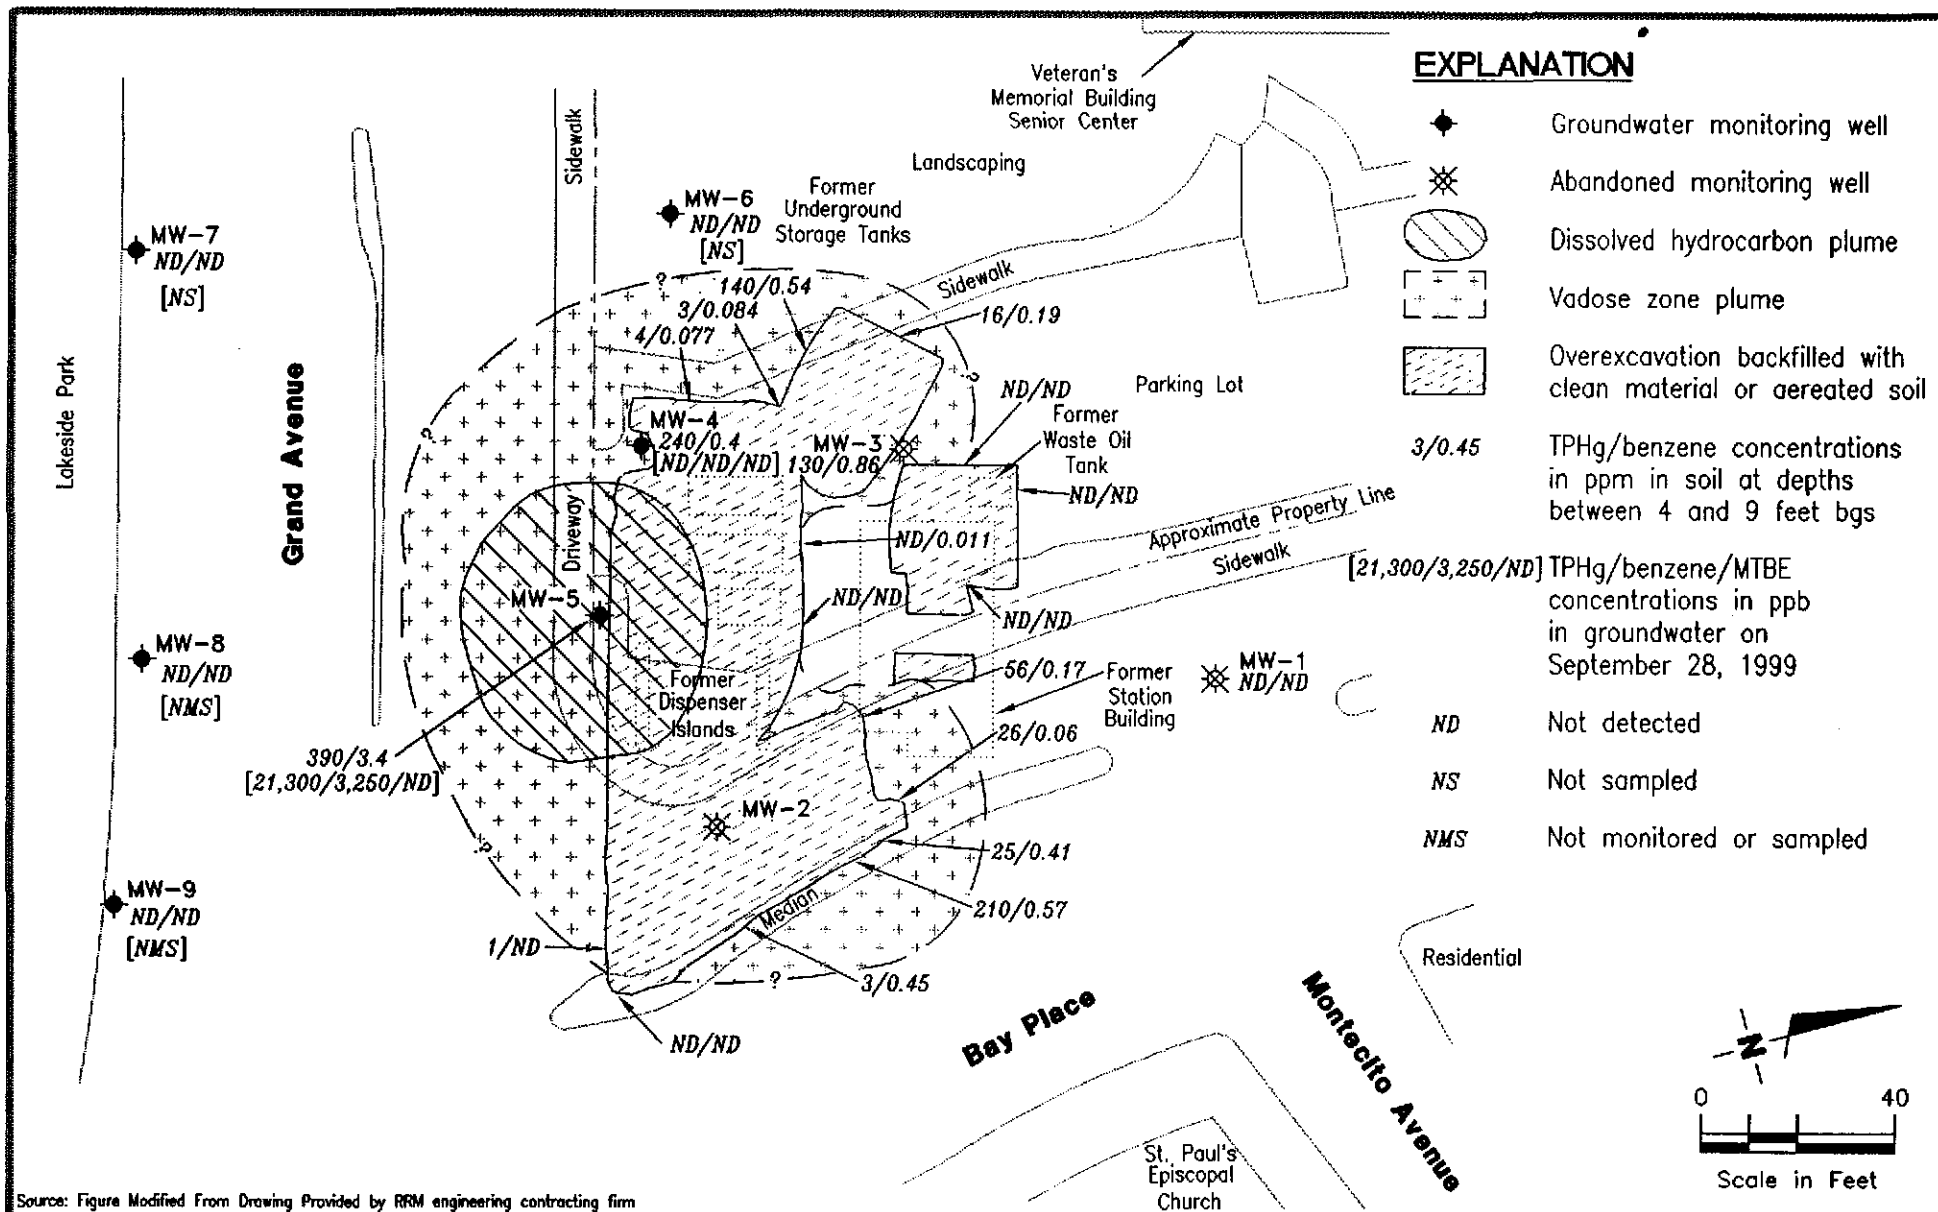 Veteran's
Memorial Building
Senior Center
Landscaping
Sidewalk
MW-6
ND/ND
[NS]
Former
Underground
Storage Tanks
MW-7
ND/ND
[NS]
?
140/0.54
3/0.084
4/0.077
Sidewalk
16/0.19
?
Lakeside Park
Grand Avenue
?
Parking Lot
ND/ND
Former
Waste Oil
Tank
ND/ND
MW-4
240/0.4
[ND/ND/ND]
MW-3
130/0.86
Driveway
ND/0.011
Approximate Property Line
Sidewalk
MW-5
ND/ND
ND/ND
MW-8
ND/ND
[NMS]
Former
Dispenser
Islands
56/0.17
Former
Station
Building
MW-1
ND/ND
26/0.06
390/3.4
[21,300/3,250/ND]
MW-2
?
25/0.41
210/0.57
Median
MW-9
ND/ND
[NMS]
1/ND
?
3/0.45
ND/ND
Bay Place
Montecito Avenue
Residential
St. Paul's
Episcopal
Church
EXPLANATION
Groundwater monitoring well
Abandoned monitoring well
Dissolved hydrocarbon plume
Vadose zone plume
Overexcavation backfilled with
clean material or aereated soil
3/0.45 TPHg/benzene concentrations
in ppm in soil at depths
between 4 and 9 feet bgs
[21,300/3,250/ND] TPHg/benzene/MTBE
concentrations in ppb
in groundwater on
September 28, 1999
ND Not detected
NS Not sampled
NMS Not monitored or sampled
N
0 40
Scale in Feet
Source: Figure Modified From Drawing Provided by RRM engineering contracting firm